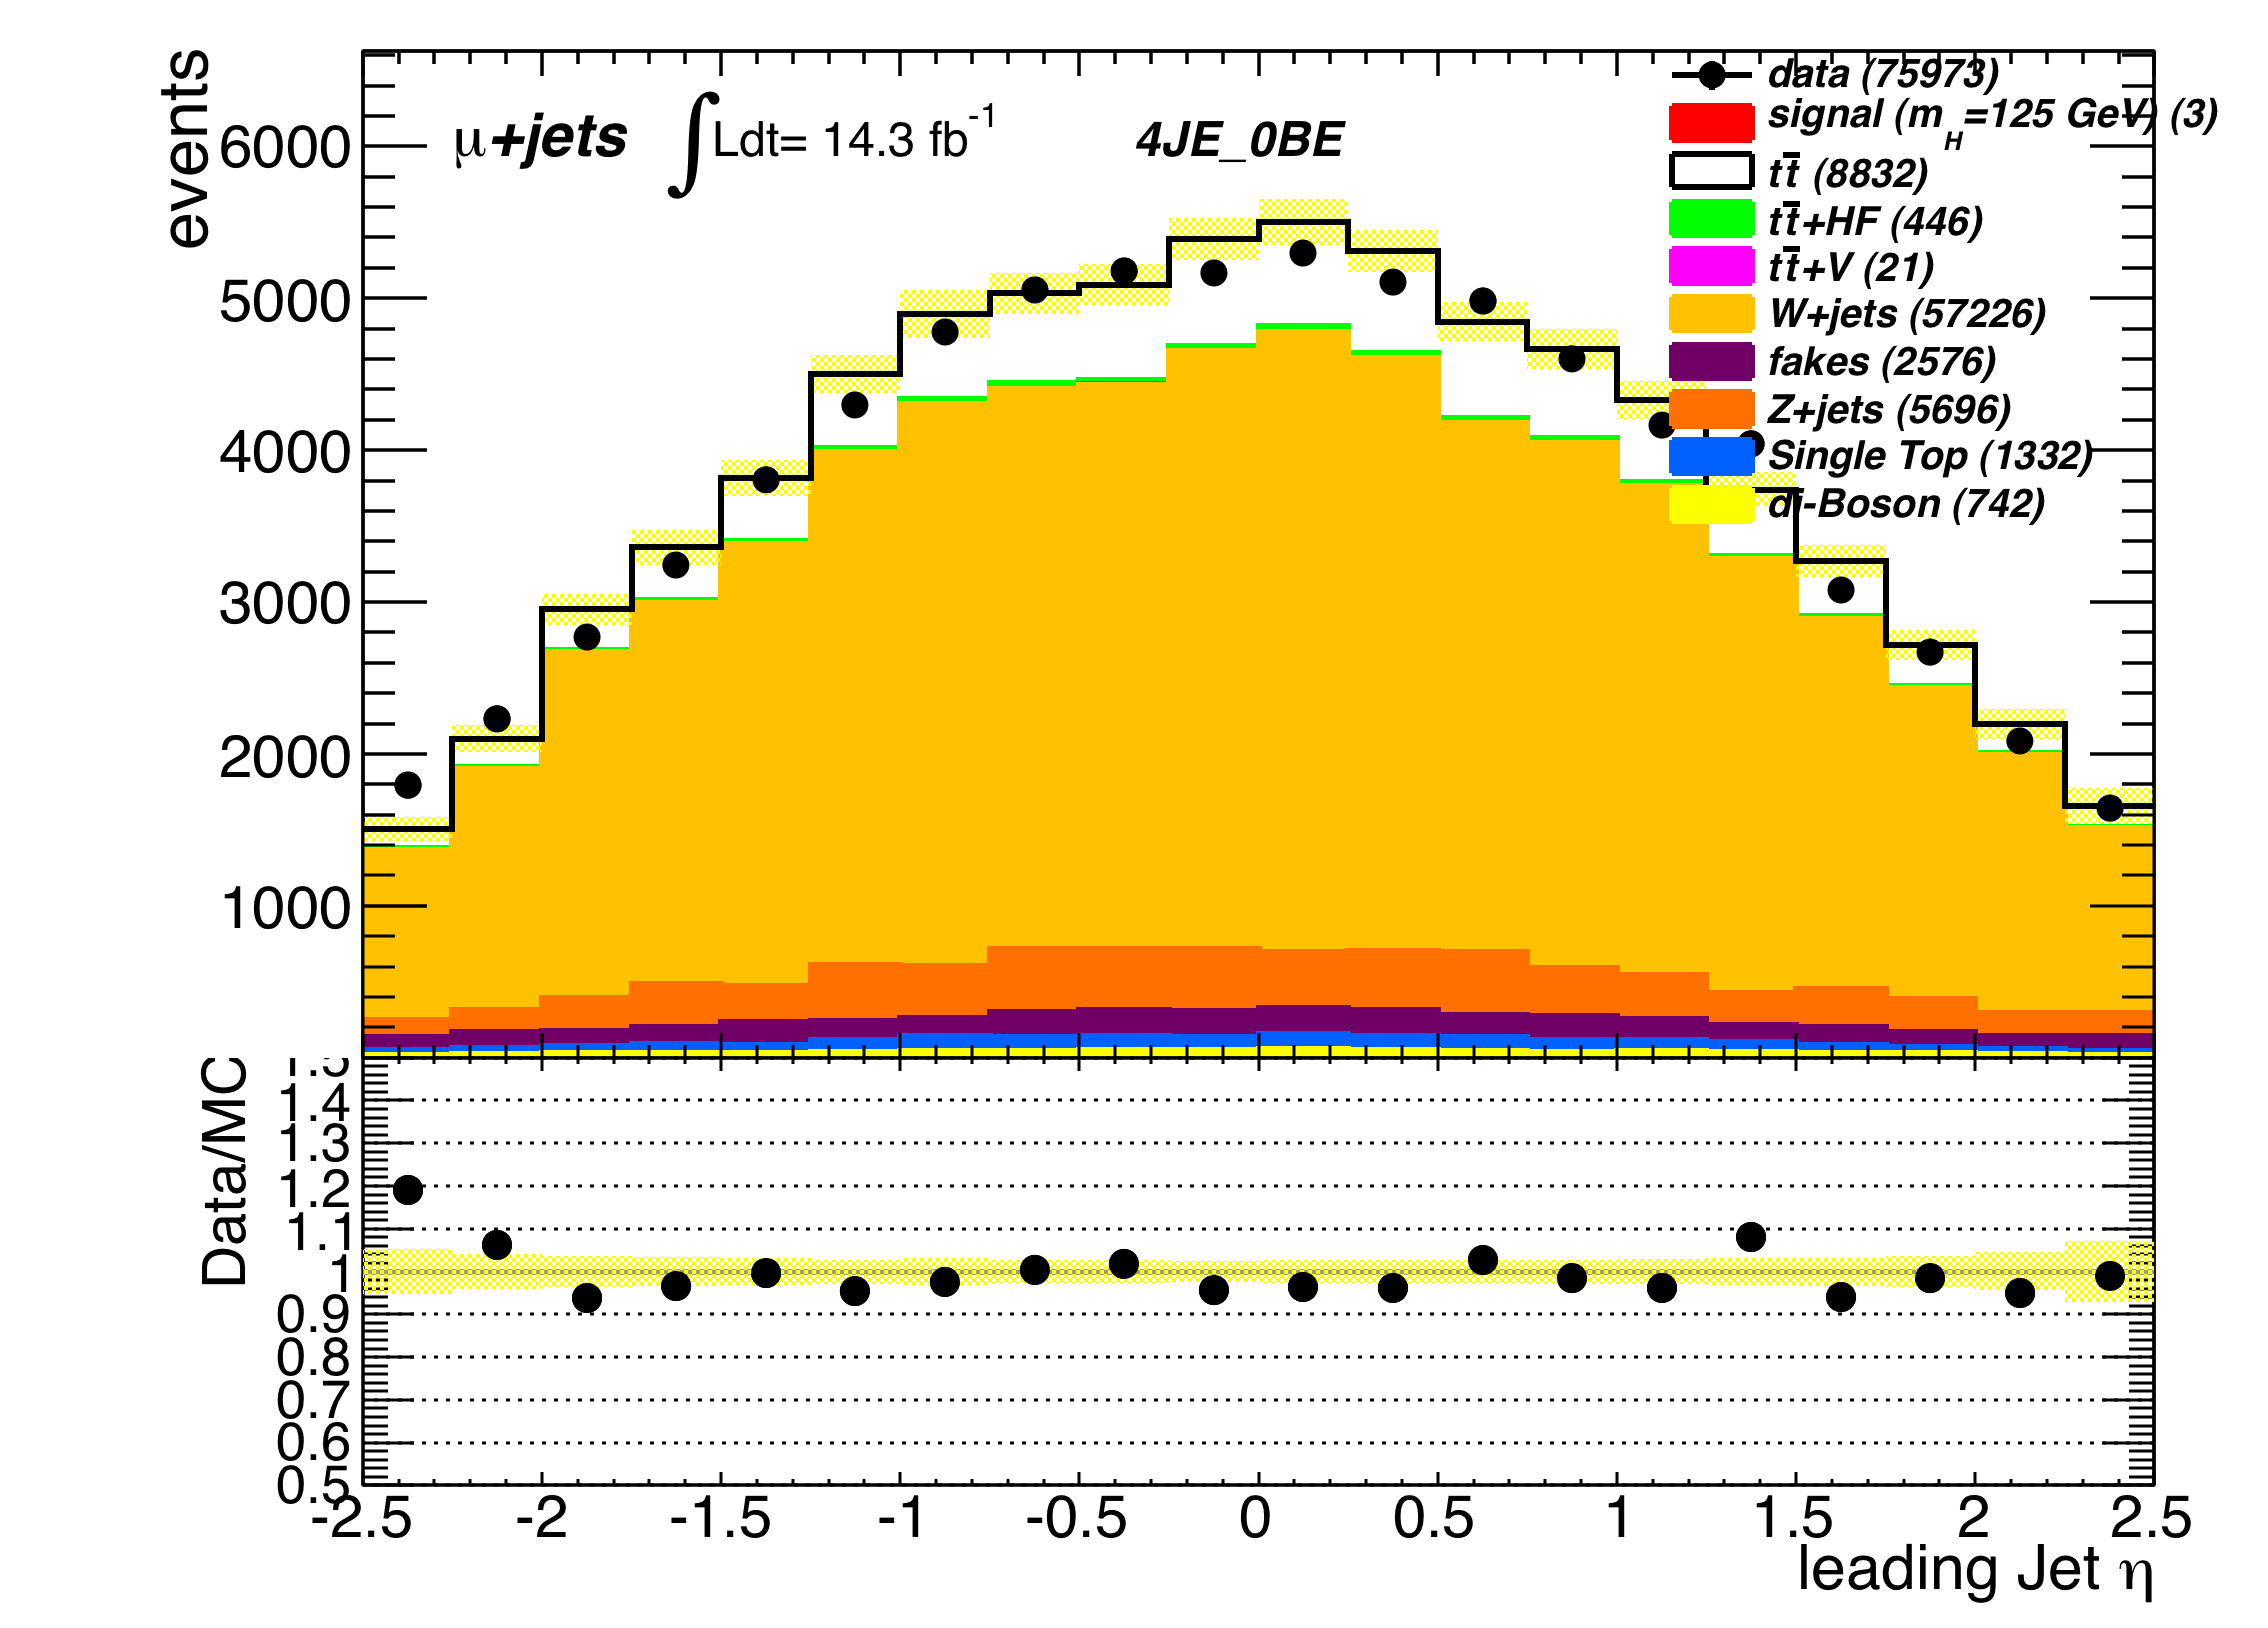 events
6000
5000
4000
3000
2000
1000
μ+jets ∫Ldt= 14.3 fb-1 4JE_0BE
data (75973)
signal (mH=125 GeV) (3)
tt̄ (8832)
tt̄+HF (446)
tt̄+V (21)
W+jets (57226)
fakes (2576)
Z+jets (5696)
Single Top (1332)
di-Boson (742)
Data/MC
1.5
1.4
1.3
1.2
1.1
1
0.9
0.8
0.7
0.6
0.5
-2.5 -2 -1.5 -1 -0.5 0 0.5 1 1.5 2 2.5
leading Jet η